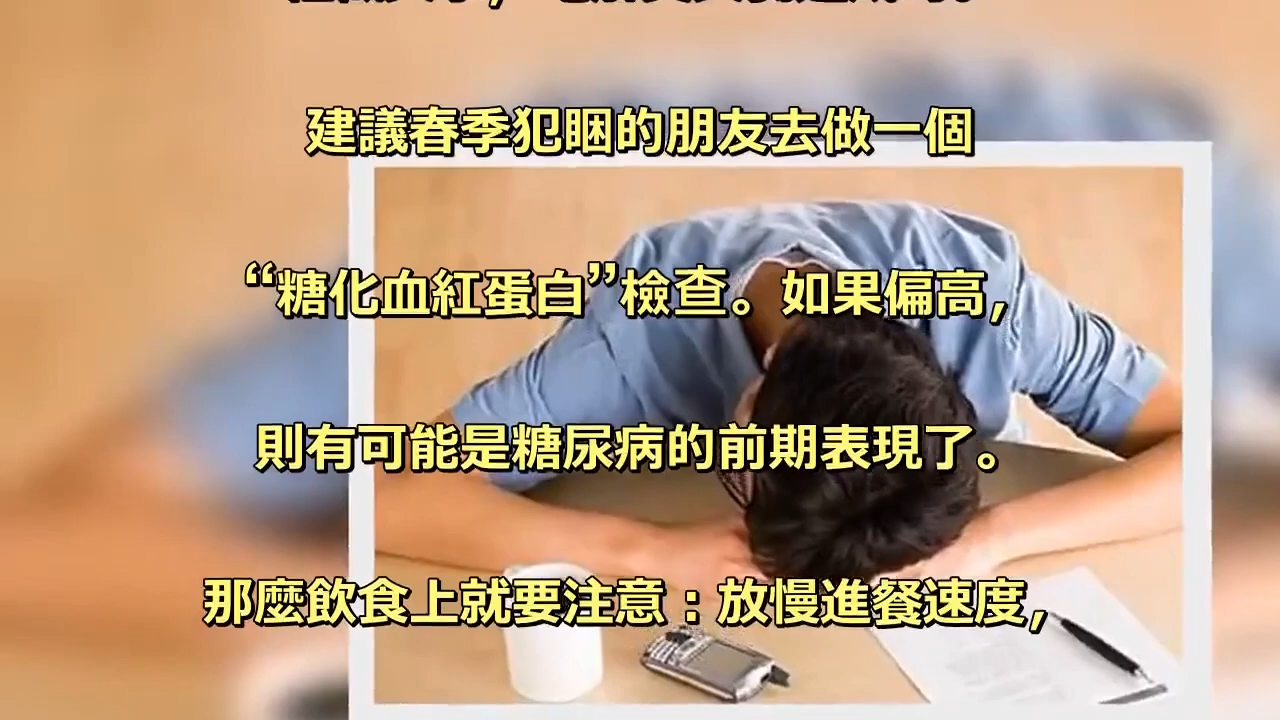 建議春季犯睏的朋友去做一個
“糖化血紅蛋白”檢查。如果偏高,
則有可能是糖尿病的前期表現了。
那麼飲食上就要注意：放慢進餐速度,